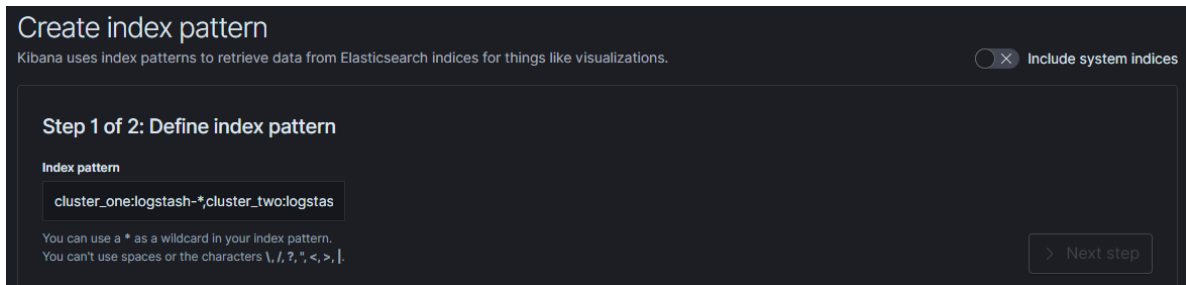 Create index pattern
Kibana uses index patterns to retrieve data from Elasticsearch indices for things like visualizations.
Include system indices
Step 1 of 2: Define index pattern
Index pattern
cluster_one:logstash-*,cluster_two:logstas
You can use a * as a wildcard in your index pattern.
You can't use spaces or the characters \, /, ?, ", <, >, |.
Next step